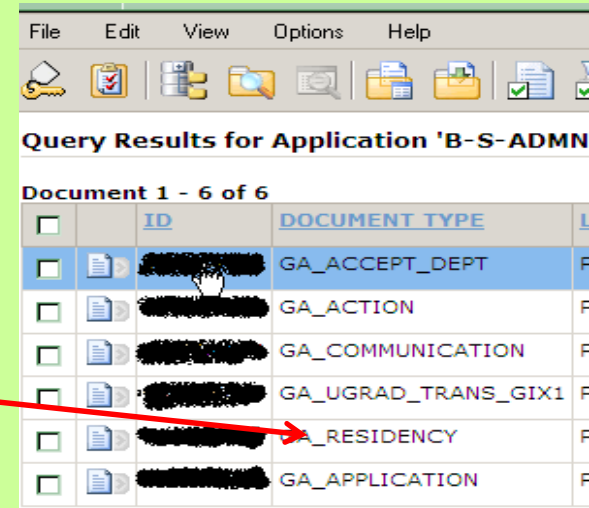 File Edit View Options Help
Query Results for Application 'B-S-ADMN
Document 1 - 6 of 6
ID DOCUMENT TYPE
GA_ACCEPT_DEPT
GA_ACTION
GA_COMMUNICATION
GA_UGRAD_TRANS_GIX1
GA_RESIDENCY
GA_APPLICATION